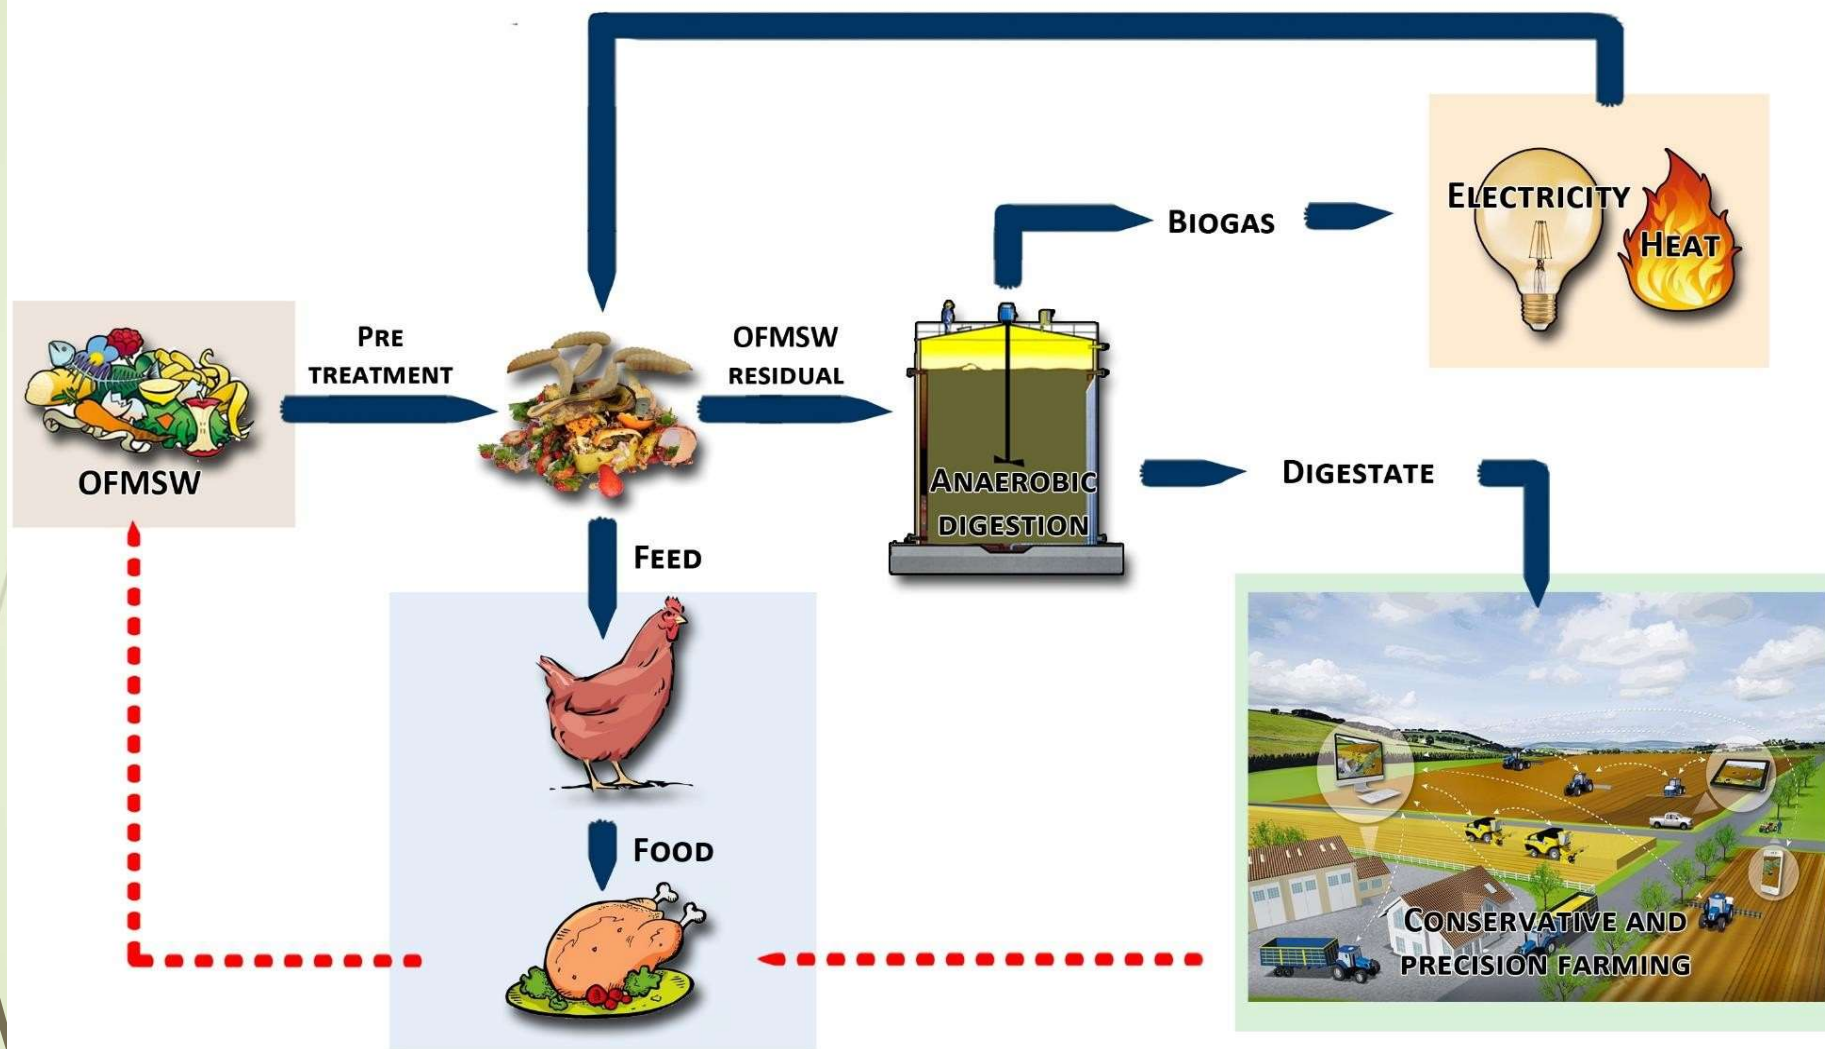 BIOGAS
ELECTRICITY
HEAT
PRE
TREATMENT
OFMSW
RESIDUAL
OFMSW
ANAEROBIC
DIGESTION
DIGESTATE
FEED
FOOD
CONSERVATIVE AND
PRECISION FARMING